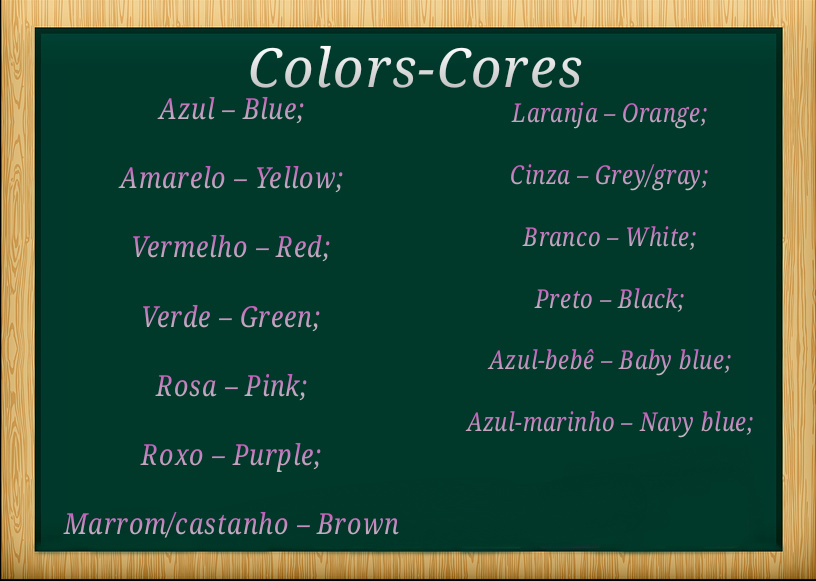 Colors-Cores
Azul – Blue;
Amarelo – Yellow;
Vermelho – Red;
Verde – Green;
Rosa – Pink;
Roxo – Purple;
Marrom/castanho – Brown
Laranja – Orange;
Cinza – Grey/gray;
Branco – White;
Preto – Black;
Azul-bebê – Baby blue;
Azul-marinho – Navy blue;